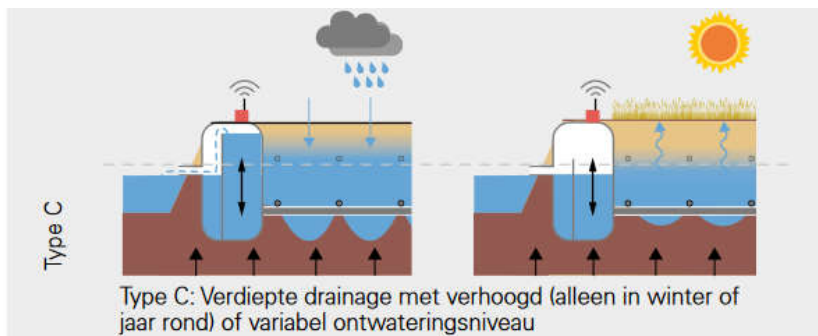 Type C
Type C: Verdiepte drainage met verhoogd (alleen in winter of
jaar rond) of variabel ontwateringsniveau